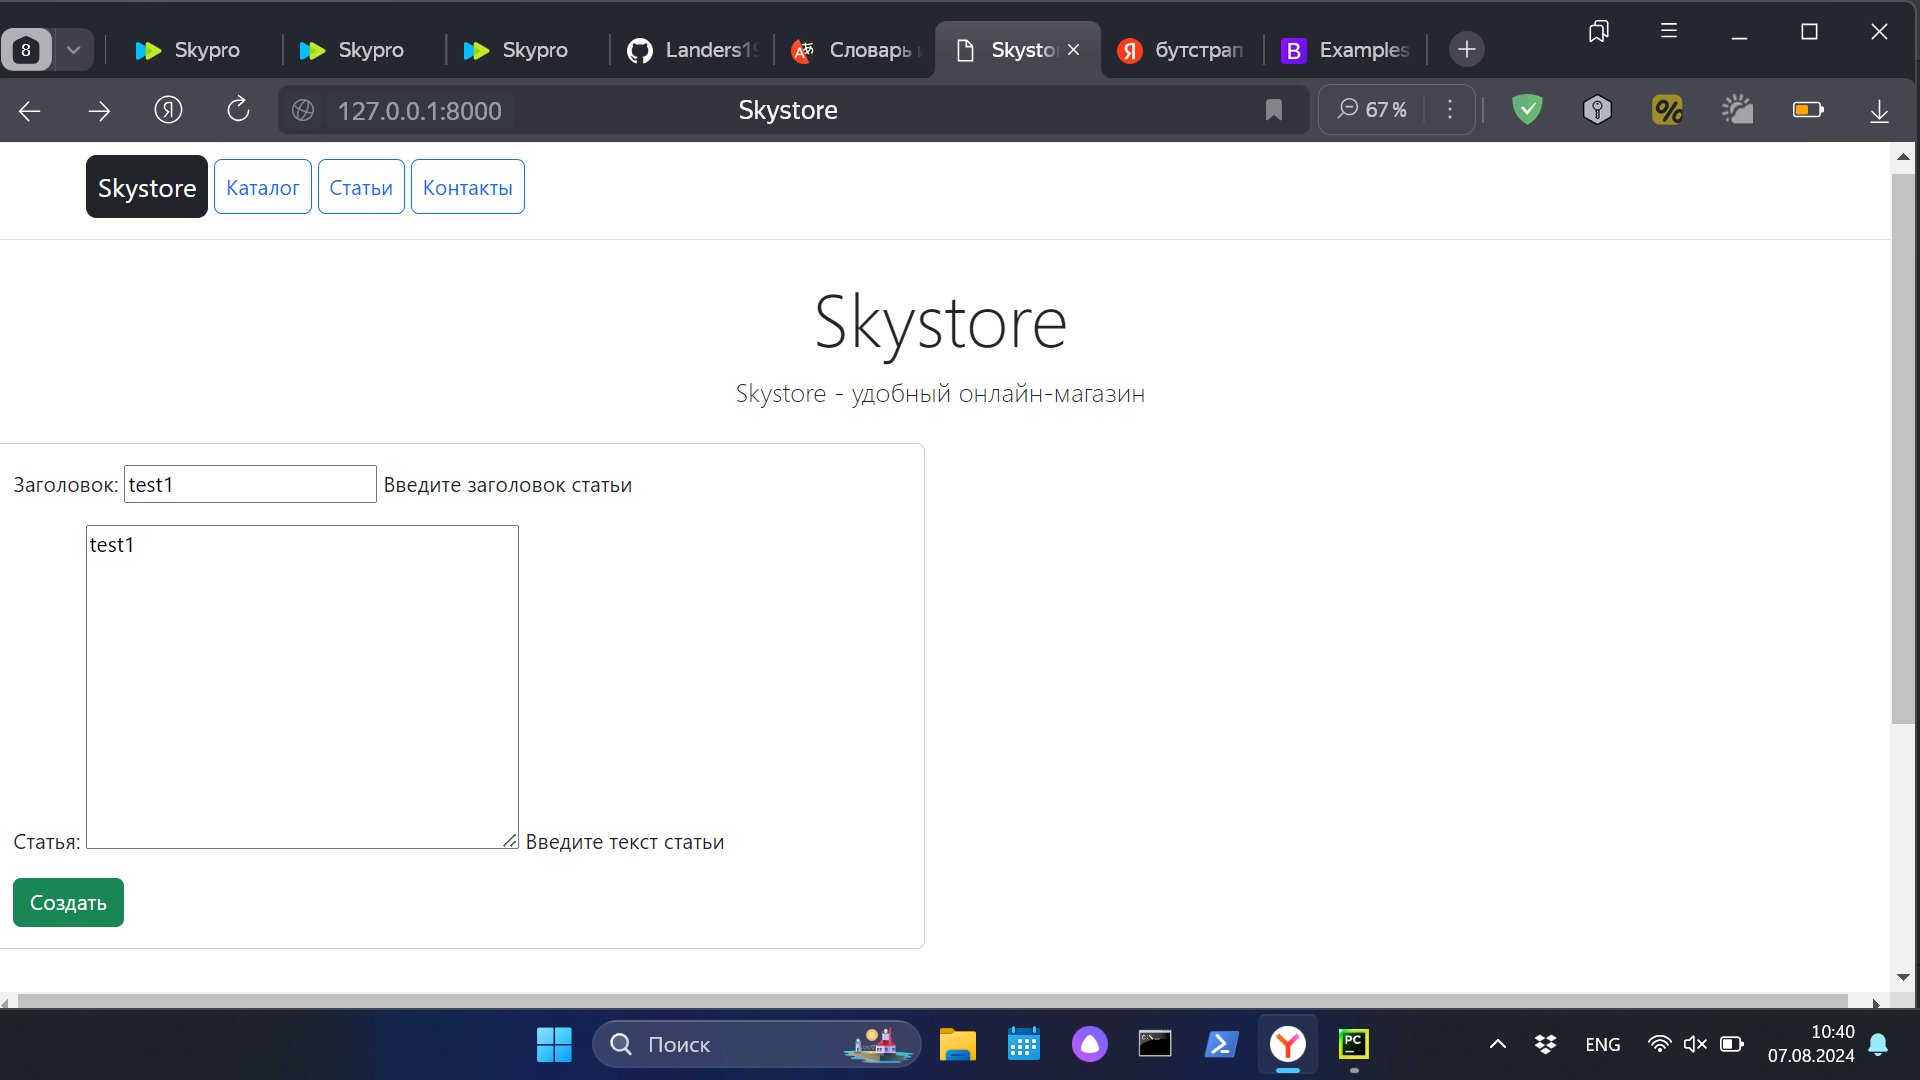 8
Skypro
Skypro
Skypro
Landers19
Словарь
Skysto
бутстрап
Examples
127.0.0.1:8000
Skystore
67 %
Skystore
Каталог
Статьи
Контакты
Skystore
Skystore - удобный онлайн-магазин
Заголовок: test1 Введите заголовок статьи
test1
Статья: Введите текст статьи
Создать
Поиск
PC
ENG
10:40
07.08.2024